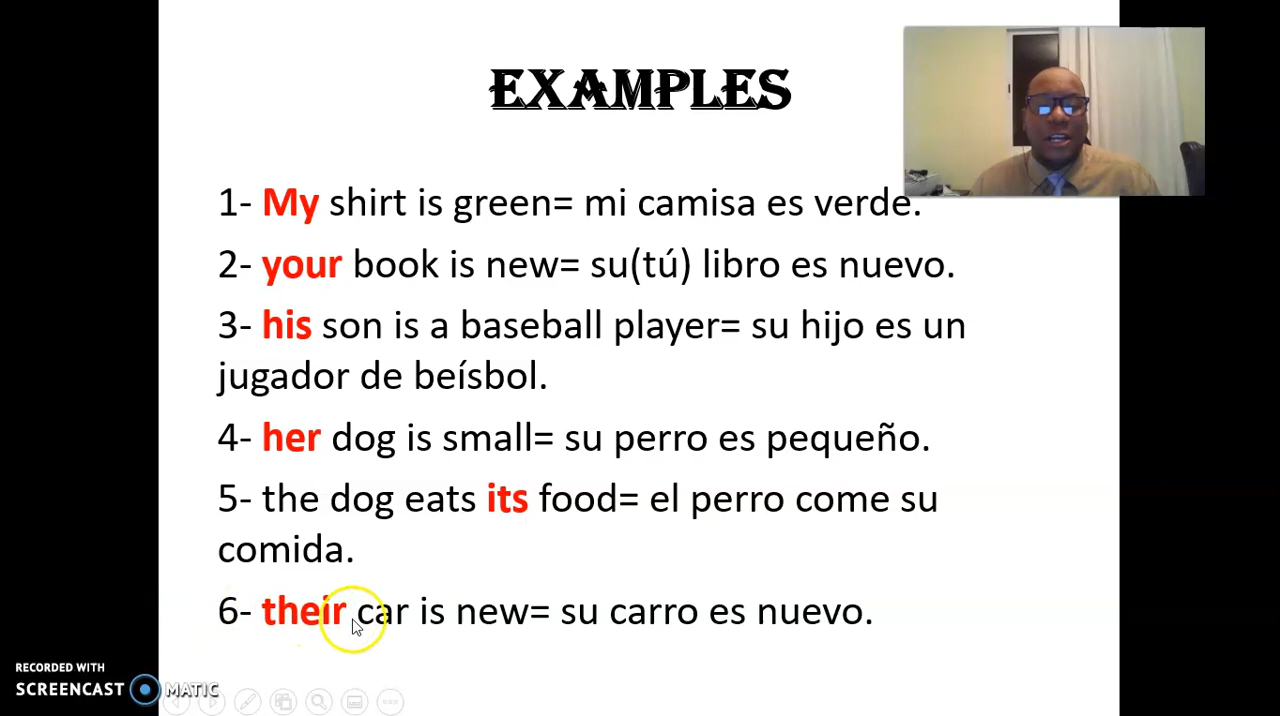 EXAMPLES
1- My shirt is green= mi camisa es verde.
2- your book is new= su(tú) libro es nuevo.
3- his son is a baseball player= su hijo es un
jugador de beísbol.
4- her dog is small= su perro es pequeño.
5- the dog eats its food= el perro come su
comida.
6- their car is new= su carro es nuevo.
RECORDED WITH
SCREENCAST MATIC